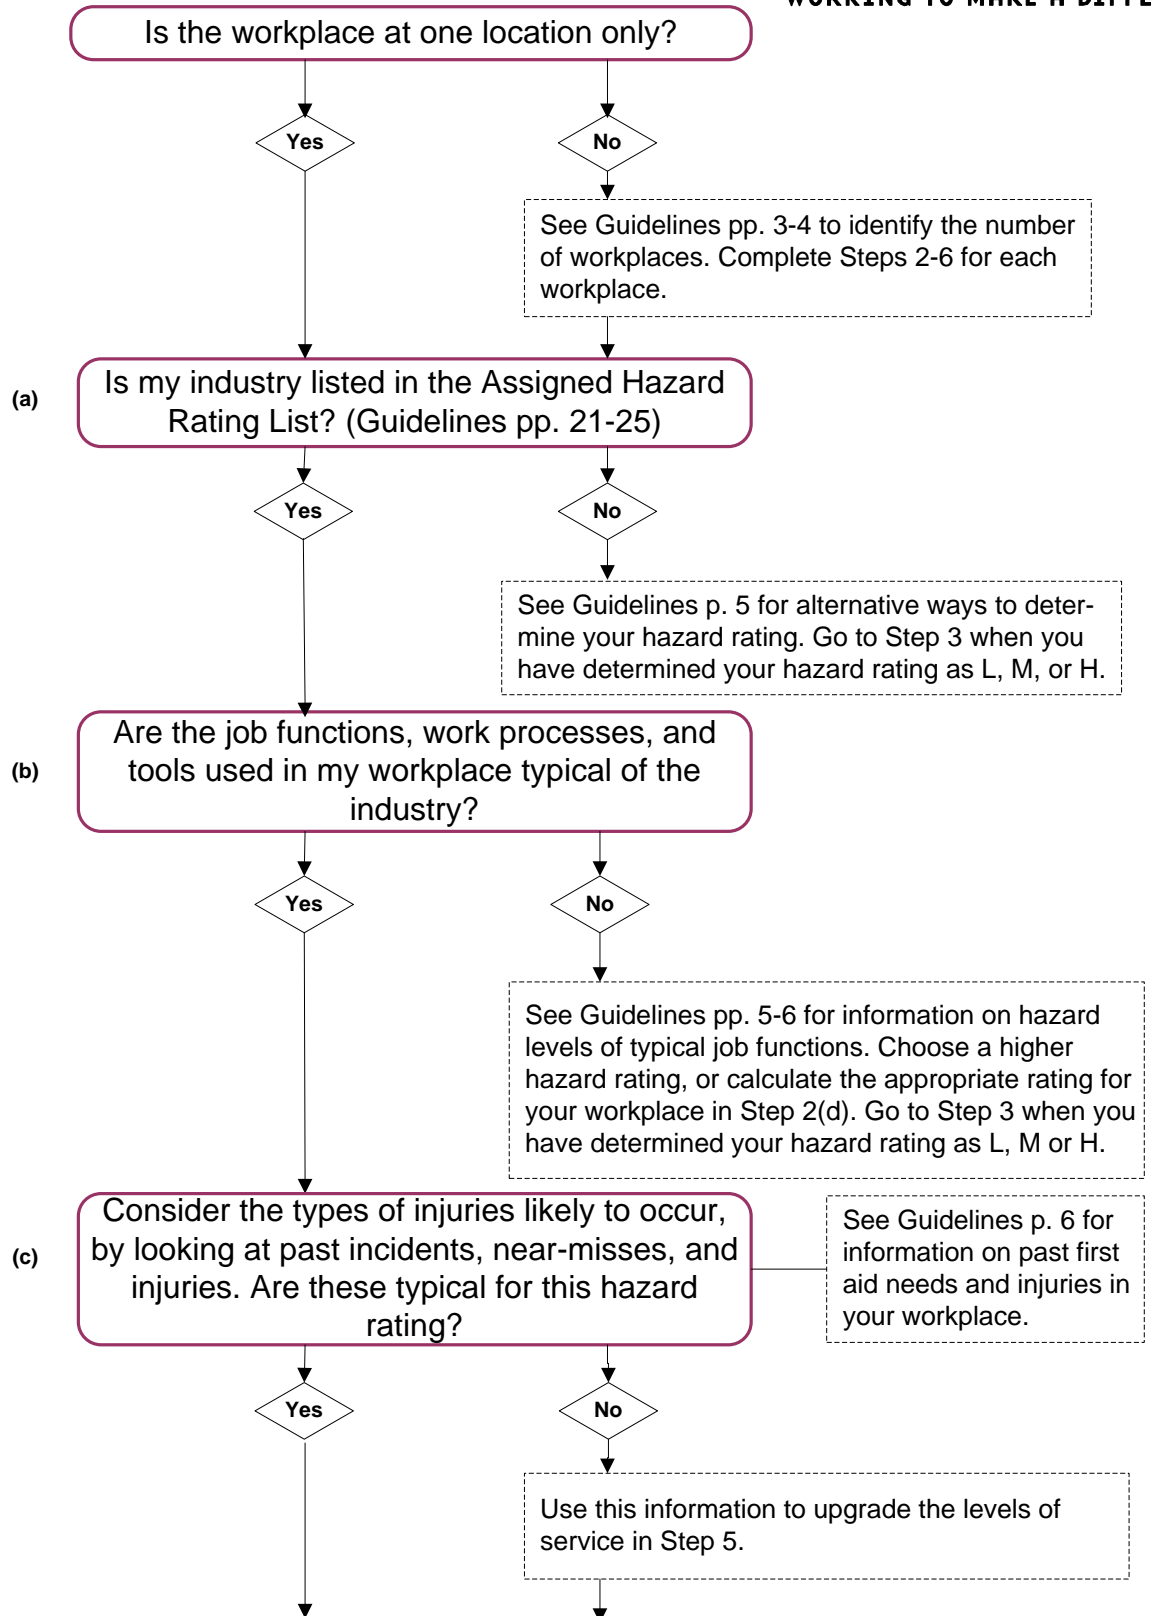 WORKING TO MAKE A DIFFE
Is the workplace at one location only?
Yes
No
See Guidelines pp. 3-4 to identify the number
of workplaces. Complete Steps 2-6 for each
workplace.
(a)
Is my industry listed in the Assigned Hazard
Rating List? (Guidelines pp. 21-25)
Yes
No
See Guidelines p. 5 for alternative ways to deter-
mine your hazard rating. Go to Step 3 when you
have determined your hazard rating as L, M, or H.
(b)
Are the job functions, work processes, and
tools used in my workplace typical of the
industry?
Yes
No
See Guidelines pp. 5-6 for information on hazard
levels of typical job functions. Choose a higher
hazard rating, or calculate the appropriate rating for
your workplace in Step 2(d). Go to Step 3 when you
have determined your hazard rating as L, M or H.
(c)
Consider the types of injuries likely to occur,
by looking at past incidents, near-misses, and
injuries. Are these typical for this hazard
rating?
See Guidelines p. 6 for
information on past first
aid needs and injuries in
your workplace.
Yes
No
Use this information to upgrade the levels of
service in Step 5.